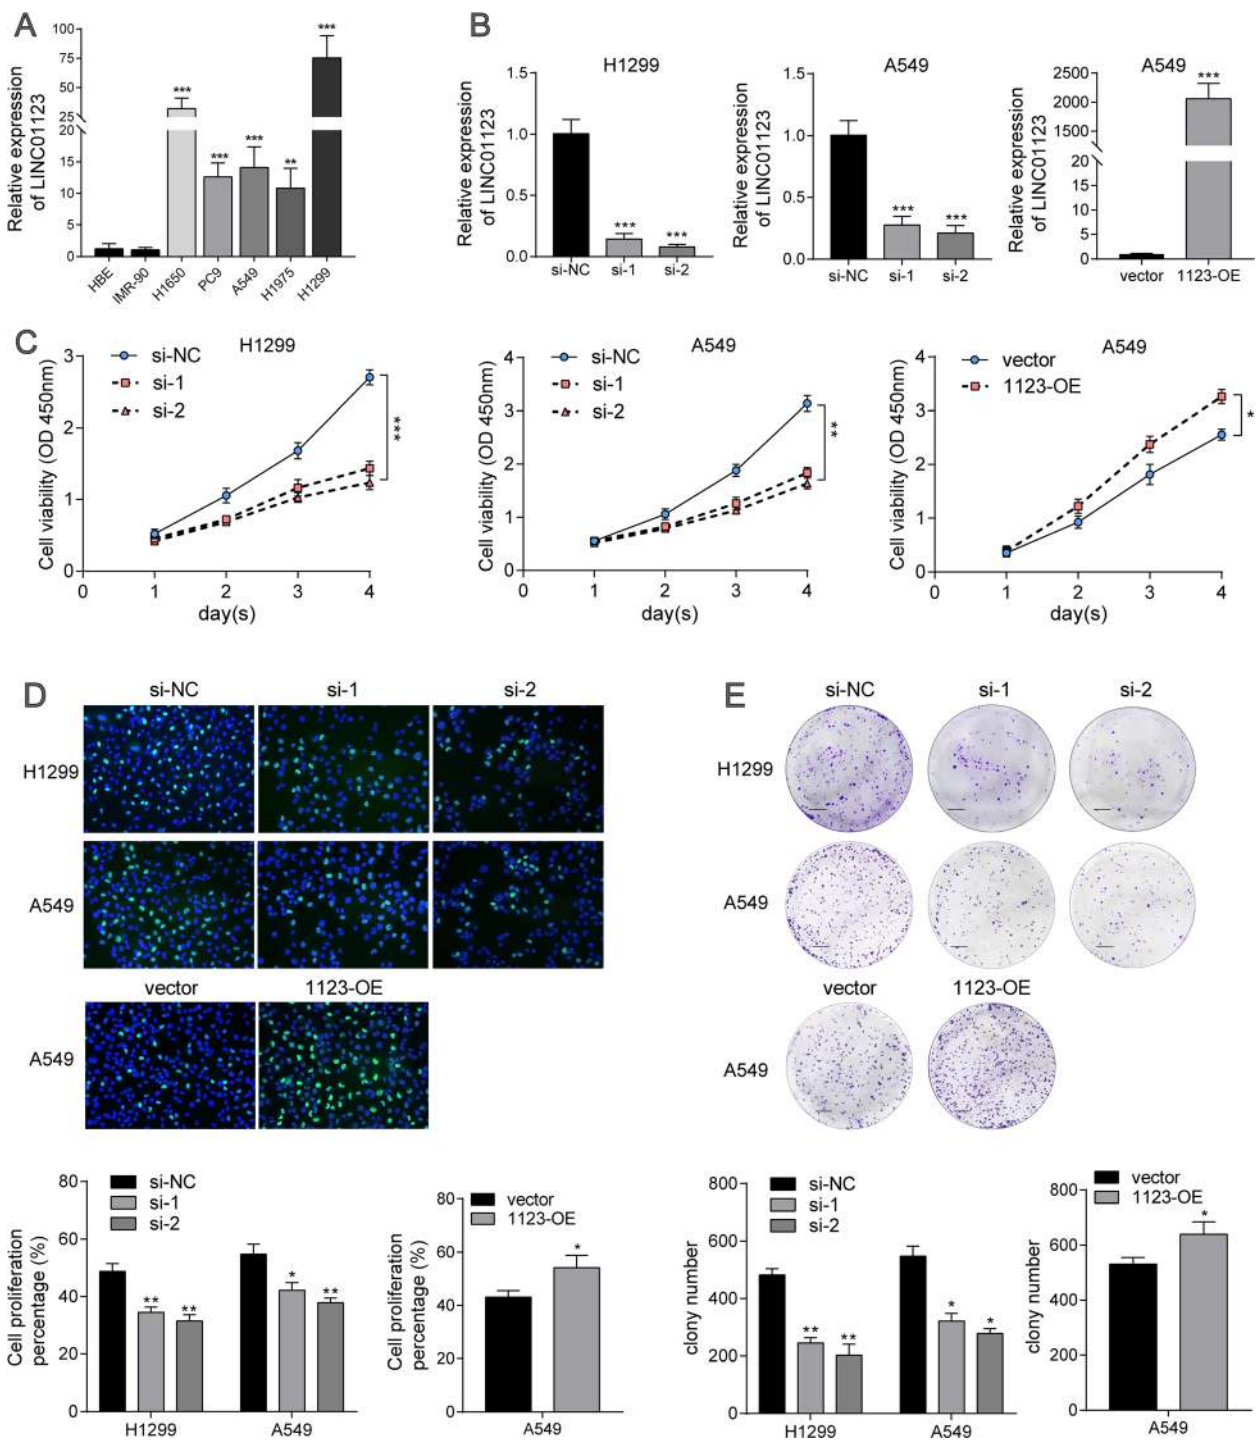 A
Relative expression
of LINC01123
100
75
50
25
20
15
10
5
0
***
***
***
**
***
HBE
IMR-90
H1650
PC9
A549
H1975
H1299
B
H1299
Relative expression
of LINC01123
1.5
1.0
0.5
0.0
***
***
si-NC
si-1
si-2
A549
Relative expression
of LINC01123
1.5
1.0
0.5
0.0
***
***
si-NC
si-1
si-2
A549
Relative expression
of LINC01123
2500
2000
1500
20
15
10
5
0
***
vector
1123-OE
C
H1299
si-NC
si-1
si-2
Cell viability (OD 450nm)
3
2
1
0
***
0 1 2 3 4
day(s)
A549
si-NC
si-1
si-2
Cell viability (OD 450nm)
4
3
2
1
0
**
0 1 2 3 4
day(s)
A549
vector
1123-OE
Cell viability (OD 450nm)
4
3
2
1
0
*
0 1 2 3 4
day(s)
D
si-NC si-1 si-2
H1299
A549
vector 1123-OE
A549
si-NC
si-1
si-2
Cell proliferation
percentage (%)
80
60
40
20
0
** ** * **
H1299 A549
vector
1123-OE
Cell proliferation
percentage (%)
80
60
40
20
0
*
A549
E
si-NC si-1 si-2
H1299
A549
vector 1123-OE
A549
si-NC
si-1
si-2
clony number
800
600
400
200
0
** ** * *
H1299 A549
vector
1123-OE
clony number
800
600
400
200
0
*
A549